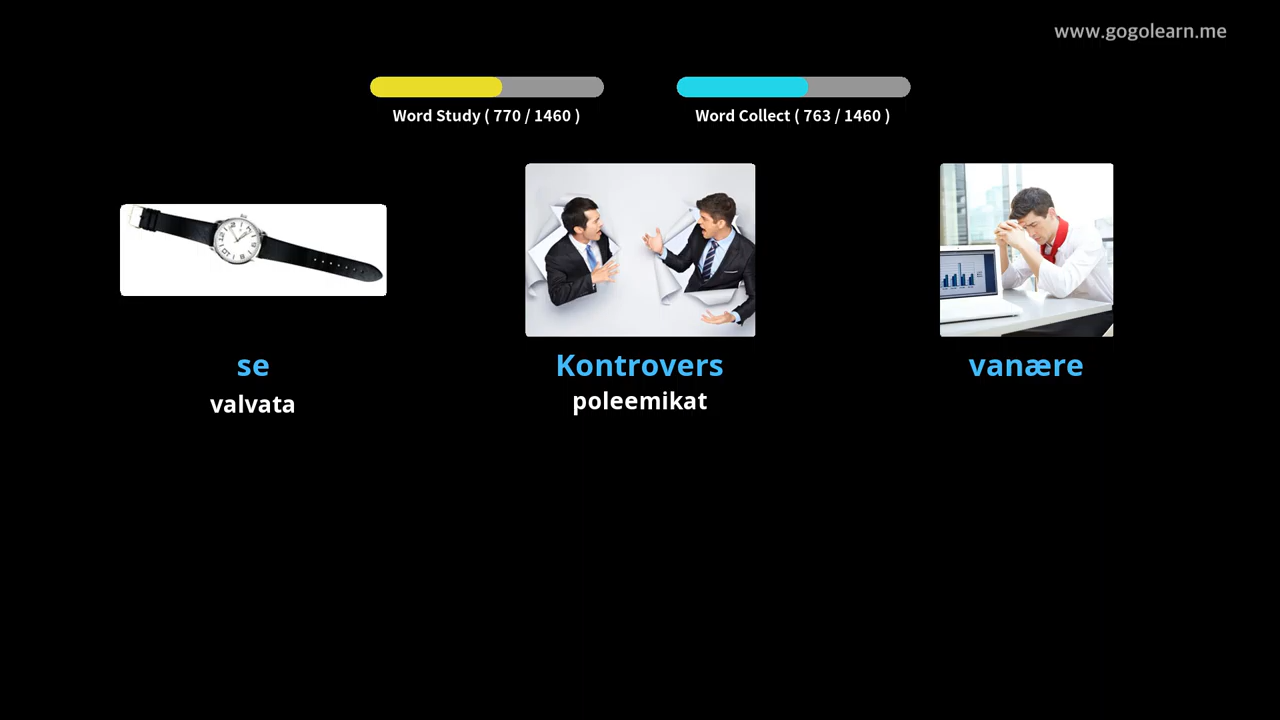 www.gogolearn.me
Word Study ( 770 / 1460 )
Word Collect ( 763 / 1460 )
se
Kontrovers
vanære
valvata
poleemikat